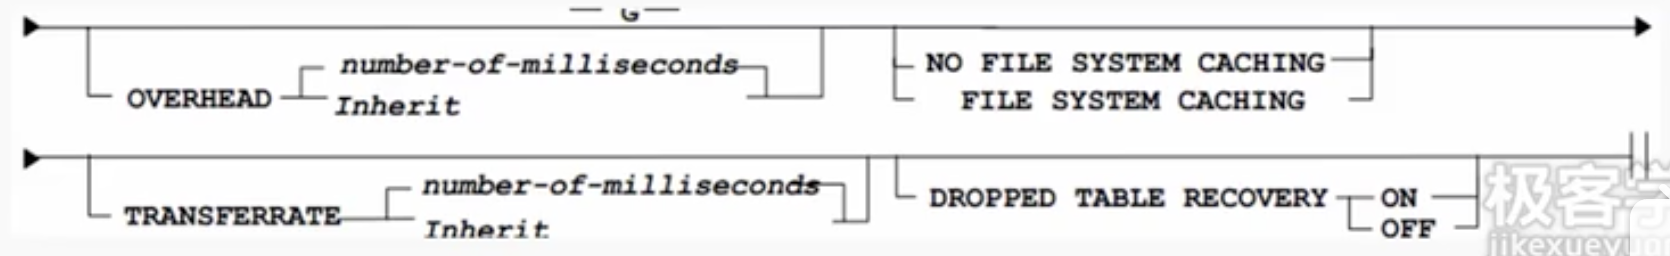 G
number-of-milliseconds
OVERHEAD
Inherit
NO FILE SYSTEM CACHING
FILE SYSTEM CACHING
number-of-milliseconds
TRANSFERRATE
Inherit
DROPPED TABLE RECOVERY ON
OFF
极客学
jikexueyuan